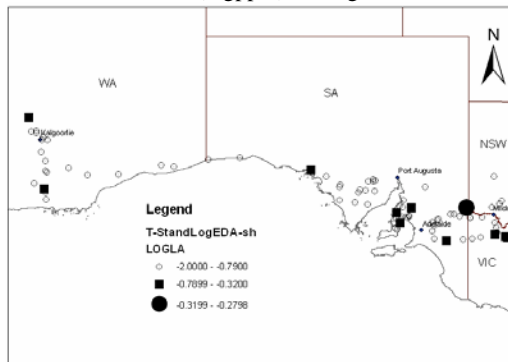 N
WA
SA
NSW
Kalgoorlie
Port Augusta
Adelaide
VIC
Legend
T-StandLogEDA-sh
LOGLA
-2.0000 - -0.7900
-0.7899 - -0.3200
-0.3199 - -0.2798